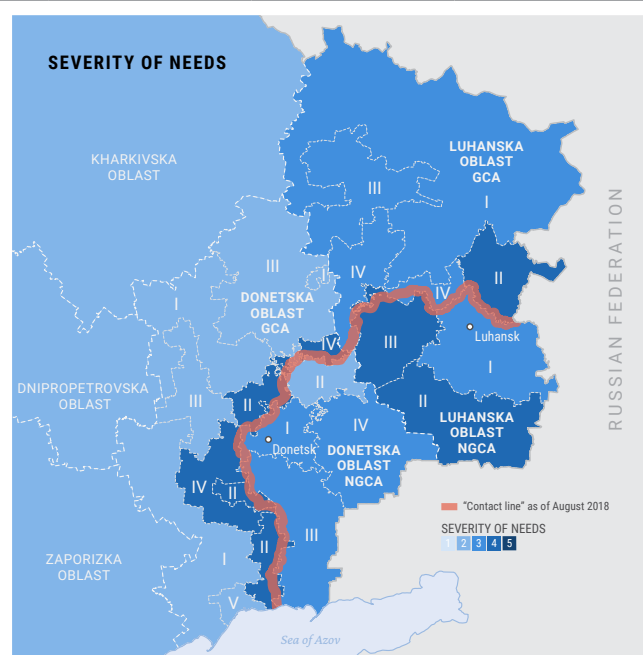 SEVERITY OF NEEDS
KHARKIVSKA
OBLAST
LUHANSKA
OBLAST
GCA
III
I
RUSSIAN FEDERATION
III
I
IV
II
I
IV
DONETSKA
OBLAST
GCA
Luhansk
IV
III
I
DNIPROPETROVSKA
OBLAST
III
II
II
II
I
IV
LUHANSKA
OBLAST
NGCA
Donetsk
DONETSKA
OBLAST
NGCA
IV
II
"Contact line" as of August 2018
SEVERITY OF NEEDS
1 2 3 4 5
III
II
I
ZAPORIZKA
OBLAST
V
Sea of Azov